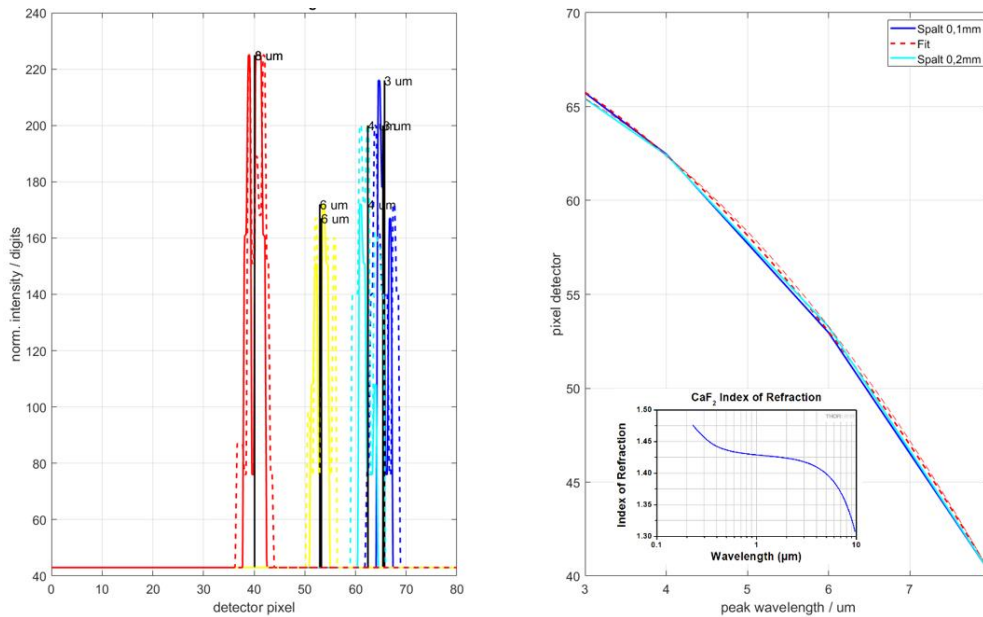 240
220
200
180
160
140
120
100
80
60
40
0
10
20
30
40
50
60
70
80
norm. intensity / digits
detector pixel
8 um
3 um
6 um
6 um
4 um
70
65
60
55
50
45
40
3
4
5
6
7
pixel detector
peak wavelength / um
Spalt 0,1mm
Fit
Spalt 0,2mm
CaF2 Index of Refraction
1.50
1.45
1.40
1.35
1.30
0.1
1
10
Index of Refraction
Wavelength (µm)